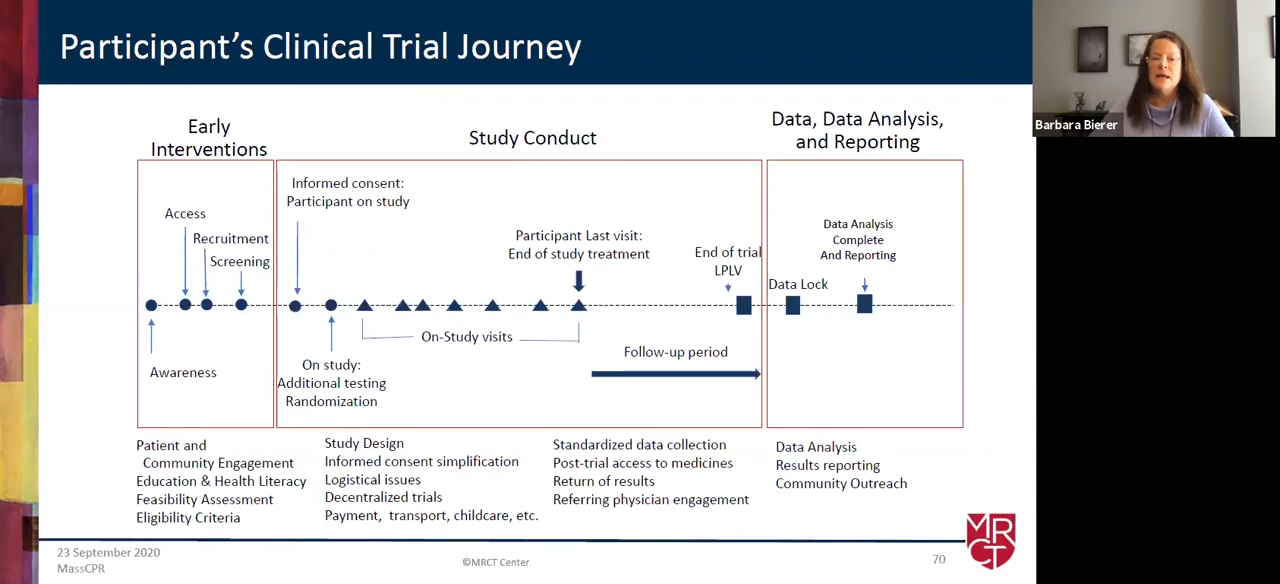 Participant's Clinical Trial Journey
Barbara Bierer
Early
Interventions
Study Conduct
Data, Data Analysis,
and Reporting
Informed consent:
Participant on study
Access
Recruitment
Screening
Participant Last visit:
End of study treatment
End of trial
LPLV
Data Analysis
Complete
And Reporting
Data Lock
On-Study visits
Follow-up period
Awareness
On study:
Additional testing
Randomization
Patient and
Community Engagement
Education & Health Literacy
Feasibility Assessment
Eligibility Criteria
Study Design
Informed consent simplification
Logistical issues
Decentralized trials
Payment, transport, childcare, etc.
Standardized data collection
Post-trial access to medicines
Return of results
Referring physician engagement
Data Analysis
Results reporting
Community Outreach
23 September 2020
MassCPR
©MRCT Center
70
MR
CT